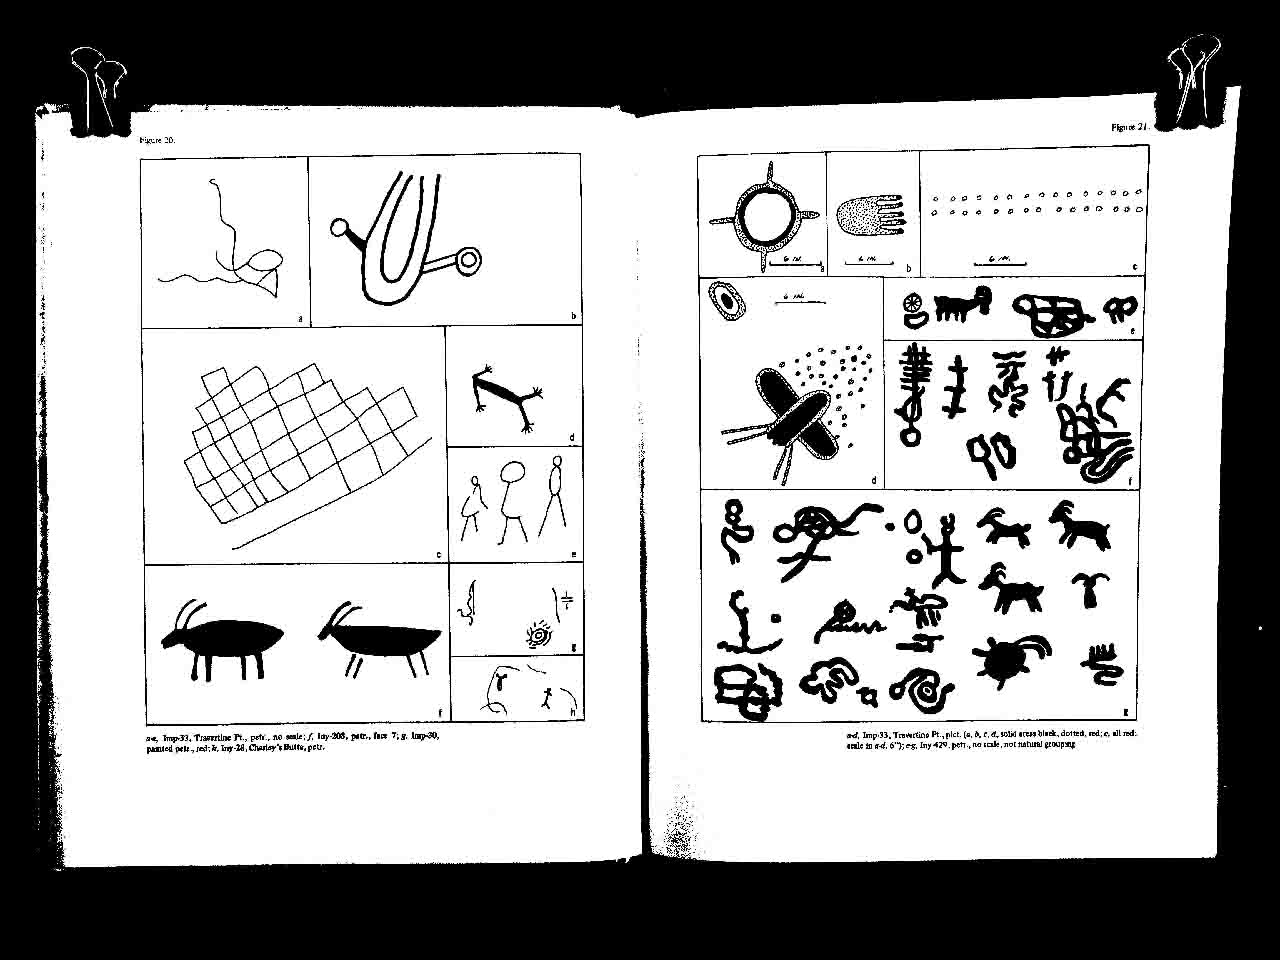 Figure 20.
a
b
c
d
e
f
g
h
a-e, Imp-33, Travertine Pt., petr., no scale; f, Iny-208, petr., face 7; g, Imp-30,
painted petr., red; h, Iny-28, Charley's Butte, petr.
Figure 21.
6 IN.
a
6 IN.
b
6 IN.
c
6 IN.
d
e
f
g
a-d, Imp-33, Travertine Pt., pict. (a, b, c, d, solid areas black, dotted, red; c, all red;
scale in a-d, 6"); e-g, Iny-429, petr., no scale, not natural grouping